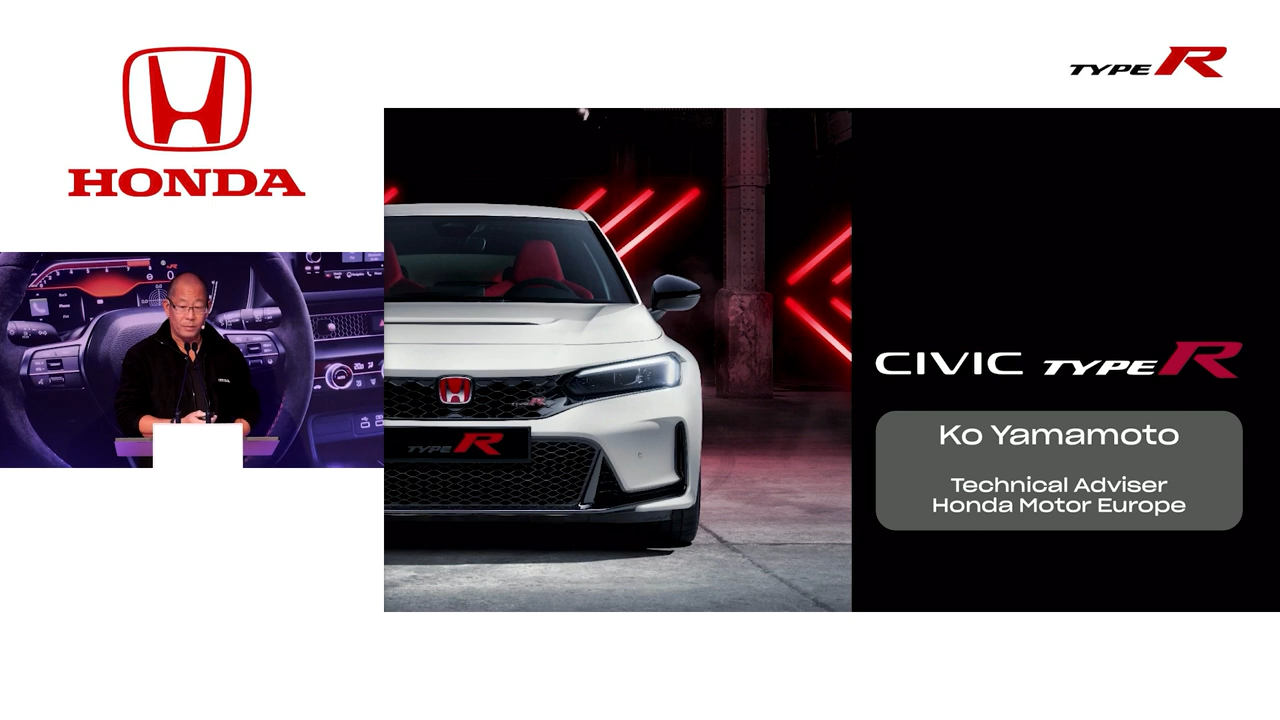 HONDA
TYPE R
TYPE R
CIVIC TYPE R
Ko Yamamoto
Technical Adviser
Honda Motor Europe